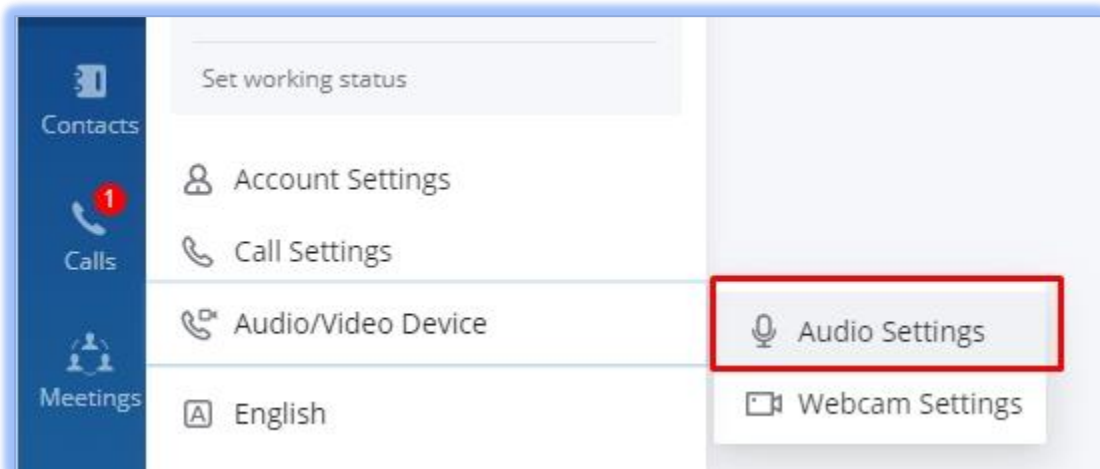 Contacts
1
Calls
Meetings
Set working status
Account Settings
Call Settings
Audio/Video Device
A English
Audio Settings
Webcam Settings